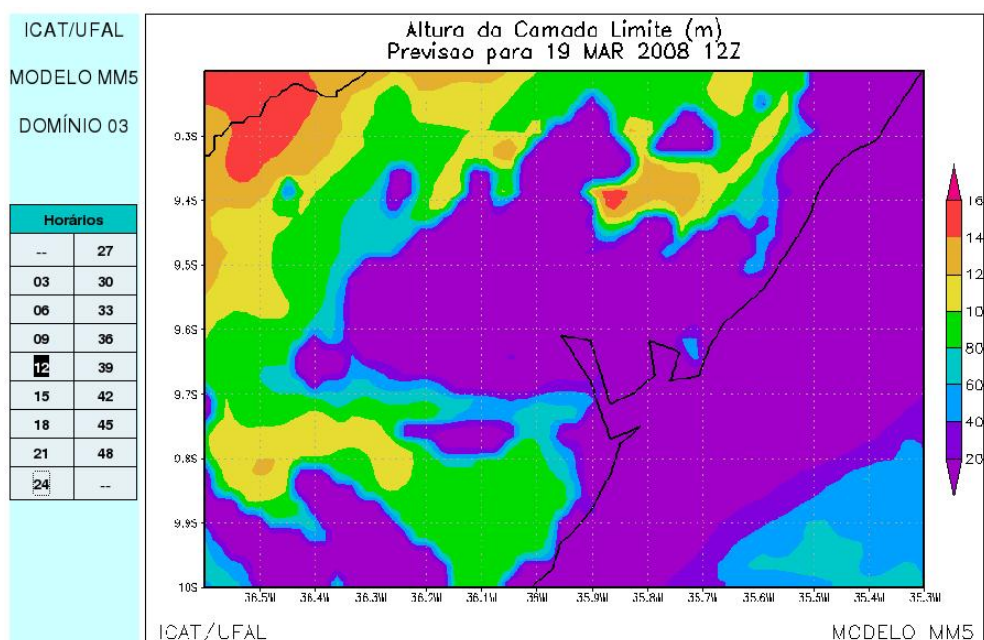 ICAT/UFAL
MODELO MM5
DOMÍNIO 03
Horários
-- 27
03 30
06 33
09 36
12 39
15 42
18 45
21 48
24 --
Altura da Camada Limite (m)
Previsao para 19 MAR 2008 12Z
9.3S
9.4S
9.5S
9.6S
9.7S
9.8S
9.9S
10S
36.5W 36.4W 36.3W 36.2W 36.1W 36W 35.9W 35.8W 35.7W 35.6W 35.5W 35.4W 35.3W
16
14
12
10
80
60
40
20
ICAT/UFAL
MODELO MM5